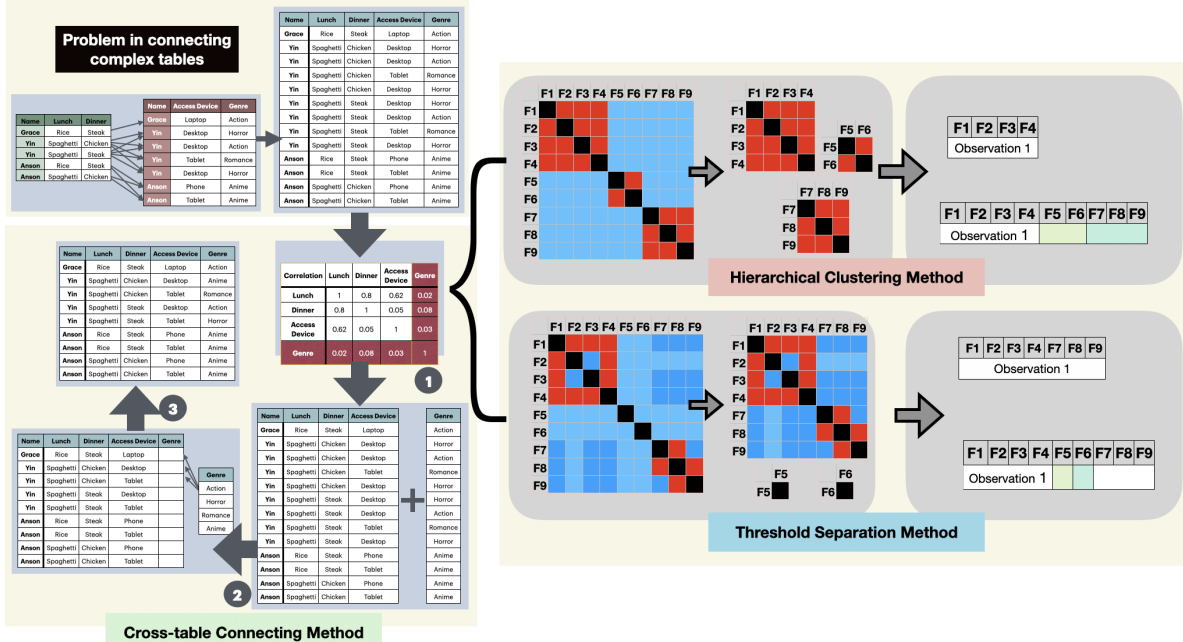 Problem in connecting
complex tables
Name Lunch Dinner
Grace Rice Steak
Yin Spaghetti Chicken
Yin Spaghetti Steak
Anson Rice Steak
Anson Spaghetti Chicken
Name Access Device Genre
Grace Laptop Action
Yin Desktop Horror
Yin Desktop Action
Yin Tablet Romance
Yin Desktop Horror
Anson Phone Anime
Anson Tablet Anime
Name Lunch Dinner Access Device Genre
Grace Rice Steak Laptop Action
Yin Spaghetti Chicken Desktop Horror
Yin Spaghetti Chicken Desktop Action
Yin Spaghetti Chicken Tablet Romance
Yin Spaghetti Chicken Desktop Horror
Yin Spaghetti Steak Desktop Horror
Yin Spaghetti Steak Desktop Action
Yin Spaghetti Steak Tablet Romance
Yin Spaghetti Steak Desktop Horror
Anson Rice Steak Phone Anime
Anson Rice Steak Tablet Anime
Anson Spaghetti Chicken Phone Anime
Anson Spaghetti Chicken Tablet Anime
Correlation Lunch Dinner Access Device Genre
Lunch 1 0.8 0.62 0.02
Dinner 0.8 1 0.05 0.08
Access Device 0.62 0.05 1 0.03
Genre 0.02 0.08 0.03 1
1
Name Lunch Dinner Access Device
Grace Rice Steak Laptop
Yin Spaghetti Chicken Desktop
Yin Spaghetti Chicken Desktop
Yin Spaghetti Chicken Tablet
Yin Spaghetti Chicken Desktop
Yin Spaghetti Steak Desktop
Yin Spaghetti Steak Desktop
Yin Spaghetti Steak Tablet
Yin Spaghetti Steak Desktop
Anson Rice Steak Phone
Anson Rice Steak Tablet
Anson Spaghetti Chicken Phone
Anson Spaghetti Chicken Tablet
+
Genre
Action
Horror
Action
Romance
Horror
Horror
Action
Romance
Horror
Anime
Anime
Anime
Anime
2
Name Lunch Dinner Access Device Genre
Grace Rice Steak Laptop
Yin Spaghetti Chicken Desktop
Yin Spaghetti Chicken Tablet
Yin Spaghetti Steak Desktop
Yin Spaghetti Steak Tablet
Anson Rice Steak Phone
Anson Rice Steak Tablet
Anson Spaghetti Chicken Phone
Anson Spaghetti Chicken Tablet
Genre
Action
Horror
Romance
Anime
3
Name Lunch Dinner Access Device Genre
Grace Rice Steak Laptop Action
Yin Spaghetti Chicken Desktop Anime
Yin Spaghetti Chicken Tablet Romance
Yin Spaghetti Steak Desktop Action
Yin Spaghetti Steak Tablet Horror
Anson Rice Steak Phone Anime
Anson Rice Steak Tablet Action
Anson Spaghetti Chicken Phone Anime
Anson Spaghetti Chicken Tablet Anime
Cross-table Connecting Method
F1 F2 F3 F4 F5 F6 F7 F8 F9
F1
F2
F3
F4
F5
F6
F7
F8
F9
F1 F2 F3 F4
F1
F2
F3
F4
F5 F6
F5
F6
F7 F8 F9
F7
F8
F9
F1 F2 F3 F4
Observation 1
F1 F2 F3 F4 F5 F6 F7 F8 F9
Observation 1
Hierarchical Clustering Method
F1 F2 F3 F4 F5 F6 F7 F8 F9
F1
F2
F3
F4
F5
F6
F7
F8
F9
F1 F2 F3 F4 F7 F8 F9
F1
F2
F3
F4
F7
F8
F9
F5
F5
F6
F6
F1 F2 F3 F4 F7 F8 F9
Observation 1
F1 F2 F3 F4 F5 F6 F7 F8 F9
Observation 1
Threshold Separation Method